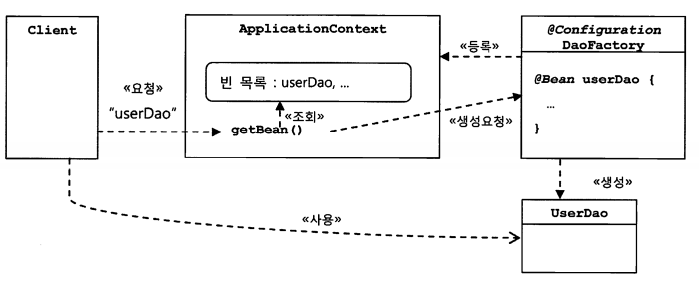 Client
ApplicationContext
@Configuration
DaoFactory
«등록»
빈 목록 : userDao, ...
@Bean userDao {
...
}
«요청»
"userDao"
«조회»
getBean()
«생성요청»
«생성»
UserDao
«사용»